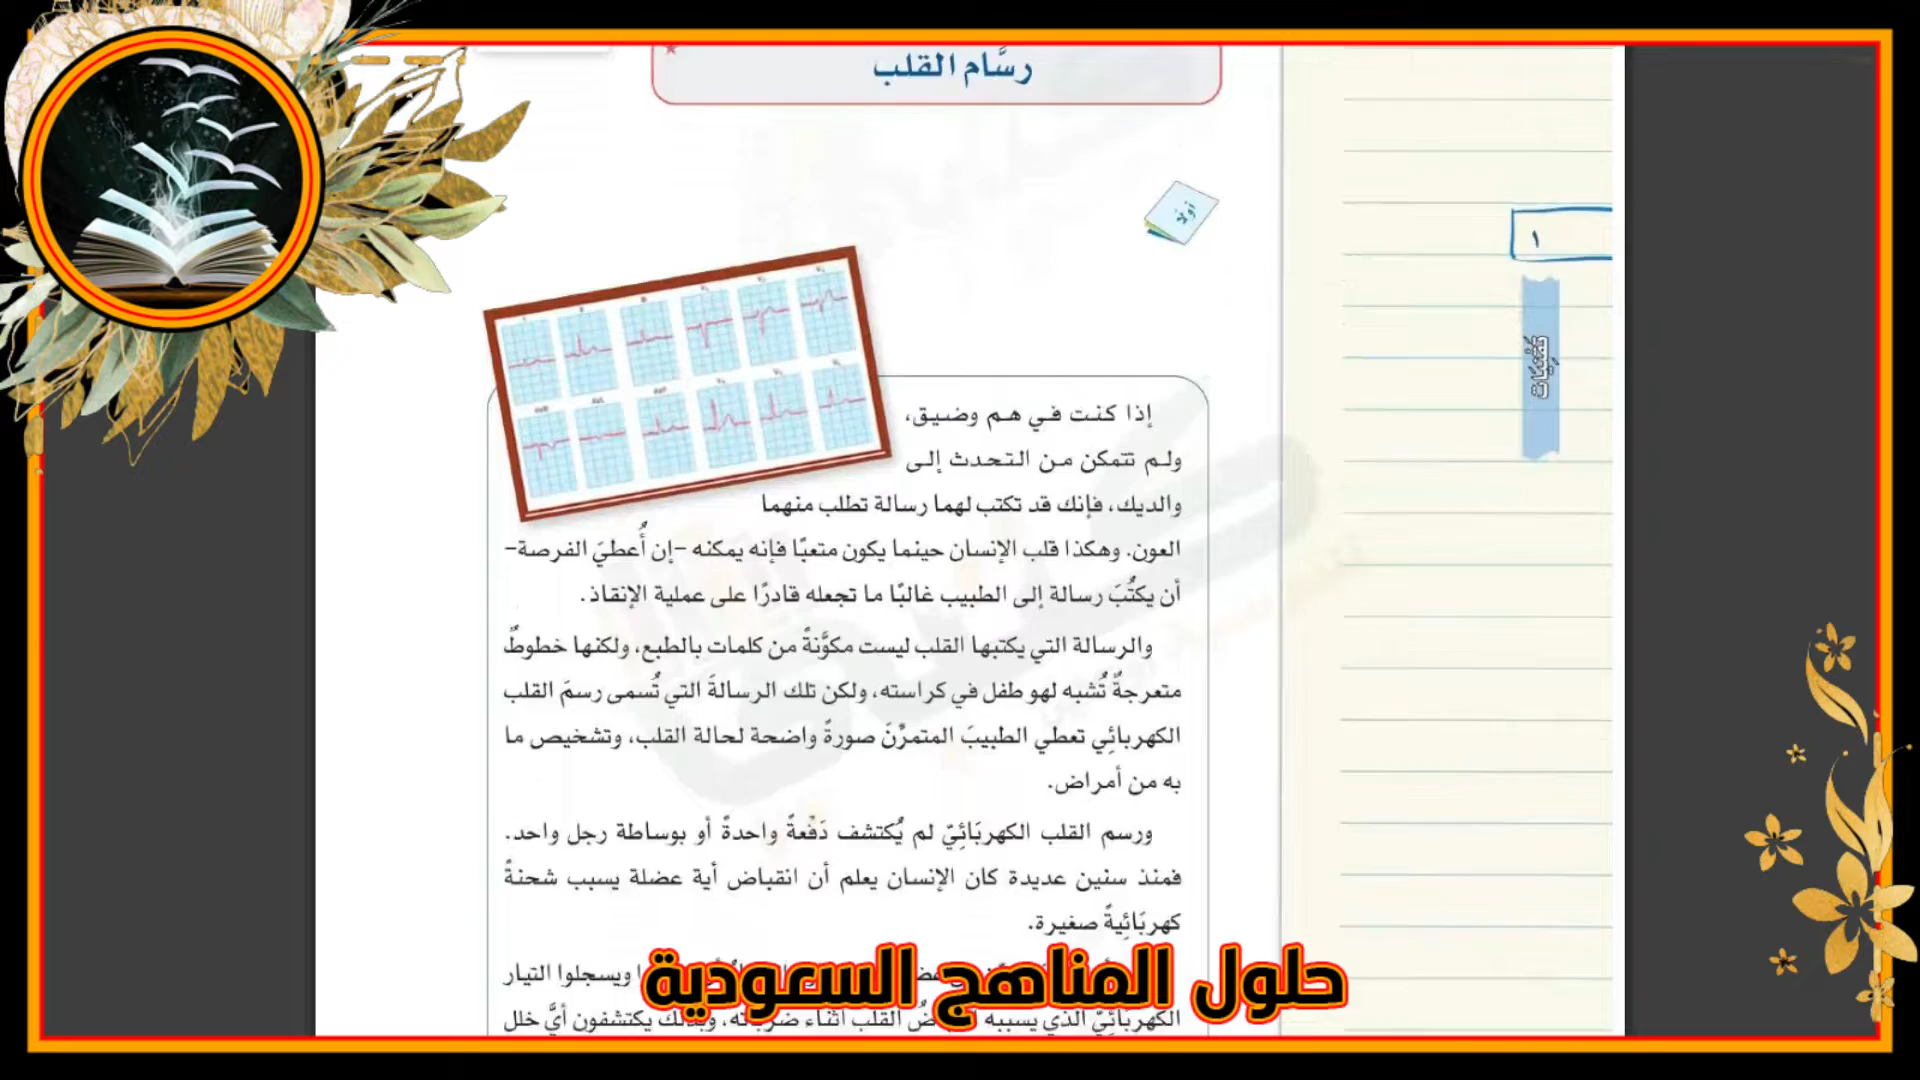 رسَّام القلب
أولًا
١
تَقْنِيَات
إذا كنت في هم وضيق،
ولم تتمكن من التحدث إلى
والديك، فإنك قد تكتب لهما رسالة تطلب منهما
العون. وهكذا قلب الإنسان حينما يكون متعبًا فإنه يمكنه –إن أُعطيَ الفرصة–
أن يكتُبَ رسالة إلى الطبيب غالبًا ما تجعله قادرًا على عملية الإنقاذ.
والرسالة التي يكتبها القلب ليست مكوَّنةً من كلمات بالطبع، ولكنها خطوطٌ
متعرجةٌ تُشبه لهو طفل في كراسته، ولكن تلك الرسالةَ التي تُسمى رسمَ القلب
الكهربائِي تعطي الطبيبَ المتمرِّنَ صورةً واضحة لحالة القلب، وتشخيص ما
به من أمراض.
ورسم القلب الكهربَائِيّ لم يُكتشف دَفْعةً واحدةً أو بوساطة رجل واحد.
فمنذ سنين عديدة كان الإنسان يعلم أن انقباض أية عضلة يسبب شحنةً
كهربَائِيةً صغيرة.
ويسجلوا التيار
الكهربَائِيّ الذي يسببه القلب أثناء يكتشفون أيَّ خلل
حلول المناهج السعودية